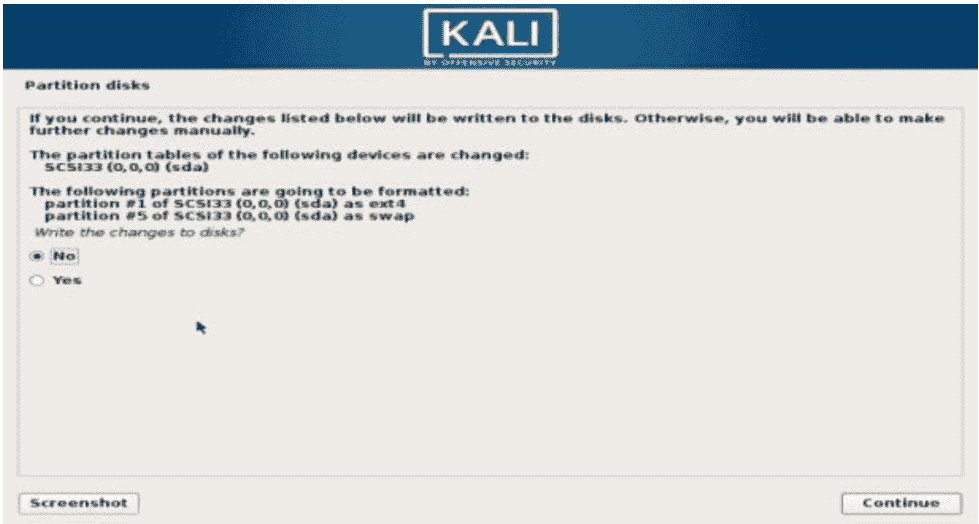 KALI
BY OFFENSIVE SECURITY
Partition disks
If you continue, the changes listed below will be written to the disks. Otherwise, you will be able to make
further changes manually.
The partition tables of the following devices are changed:
SCSI33 (0,0,0) (sda)
The following partitions are going to be formatted:
partition #1 of SCSI33 (0,0,0) (sda) as ext4
partition #5 of SCSI33 (0,0,0) (sda) as swap
Write the changes to disks?
No
Yes
Screenshot
Continue